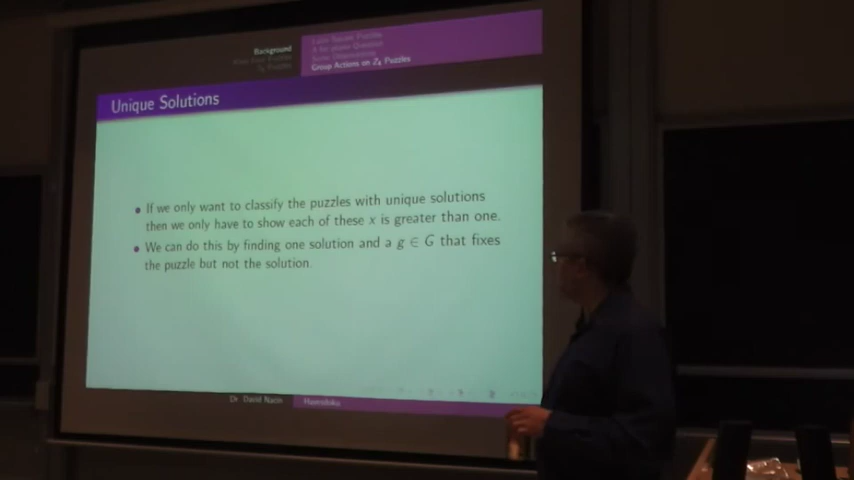 Background
Group Actions on Z₄ Puzzles
Unique Solutions
• If we only want to classify the puzzles with unique solutions
then we only have to show each of these x is greater than one.
• We can do this by finding one solution and a g ∈ G that fixes
the puzzle but not the solution.
Dr. David Nacin